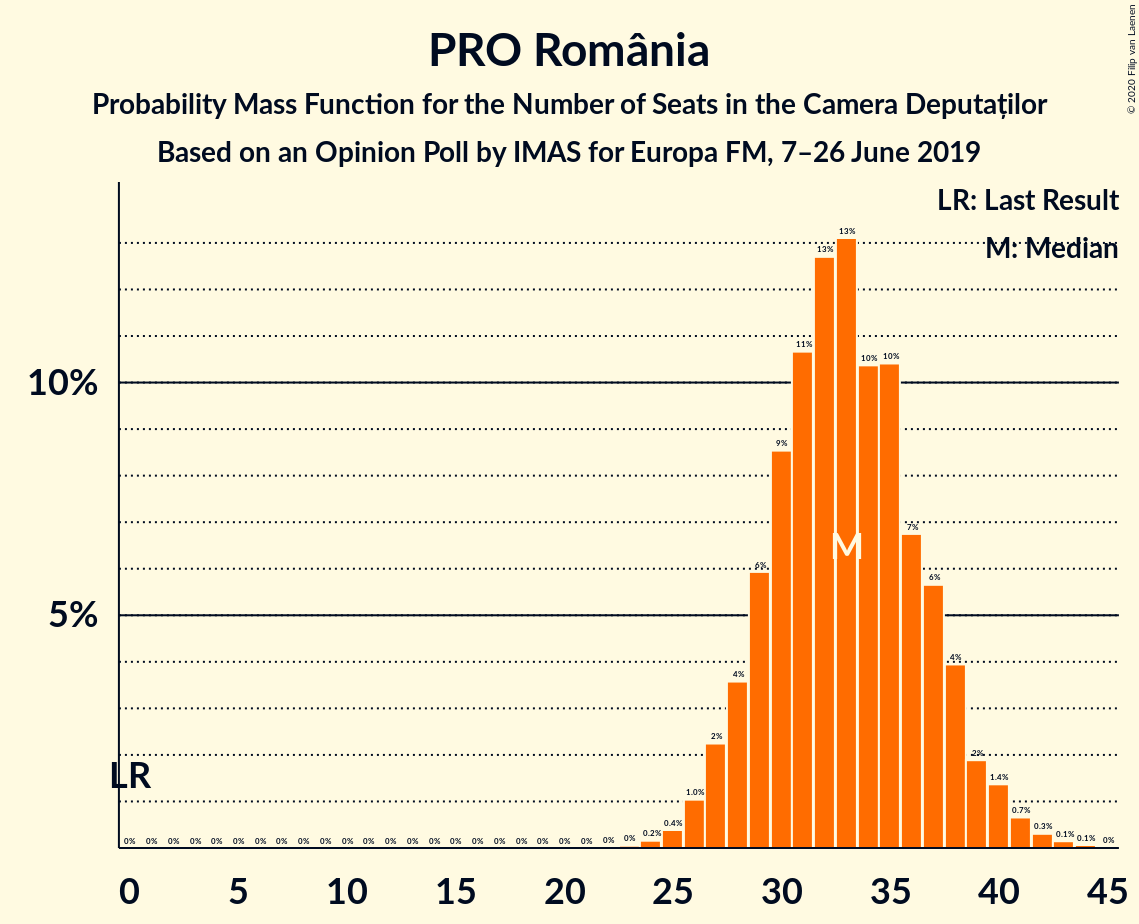 PRO România
Probability Mass Function for the Number of Seats in the Camera Deputaților
Based on an Opinion Poll by IMAS for Europa FM, 7–26 June 2019
© 2020 Filip van Laenen
LR: Last Result
M: Median
10%
5%
LR
M
0% 0% 0% 0% 0% 0% 0% 0% 0% 0% 0% 0% 0% 0% 0% 0% 0% 0% 0% 0% 0% 0% 0% 0% 0.2% 0.4% 1.0% 2% 4% 6% 9% 11% 13% 13% 10% 10% 7% 6% 4% 2% 1.4% 0.7% 0.3% 0.1% 0.1% 0%
0 5 10 15 20 25 30 35 40 45